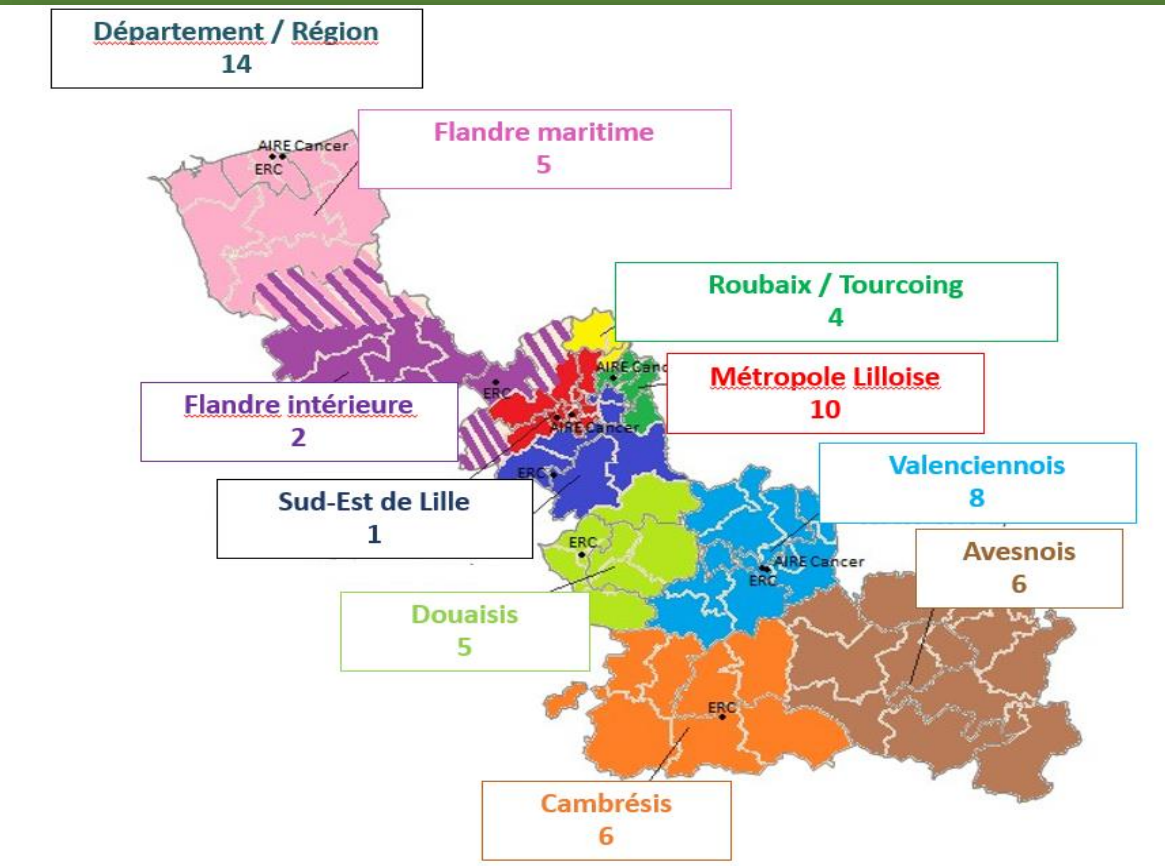 Département / Région
14
Flandre maritime
5
AIRE Cancer
ERC
Roubaix / Tourcoing
4
AIRE Canc
Métropole Lilloise
10
ERC
Flandre intérieure
2
AIRE Cancer
Valenciennois
8
ERC
Sud-Est de Lille
1
ERC
Avesnois
6
AIRE Cancer
ERC
Douaisis
5
ERC
Cambrésis
6